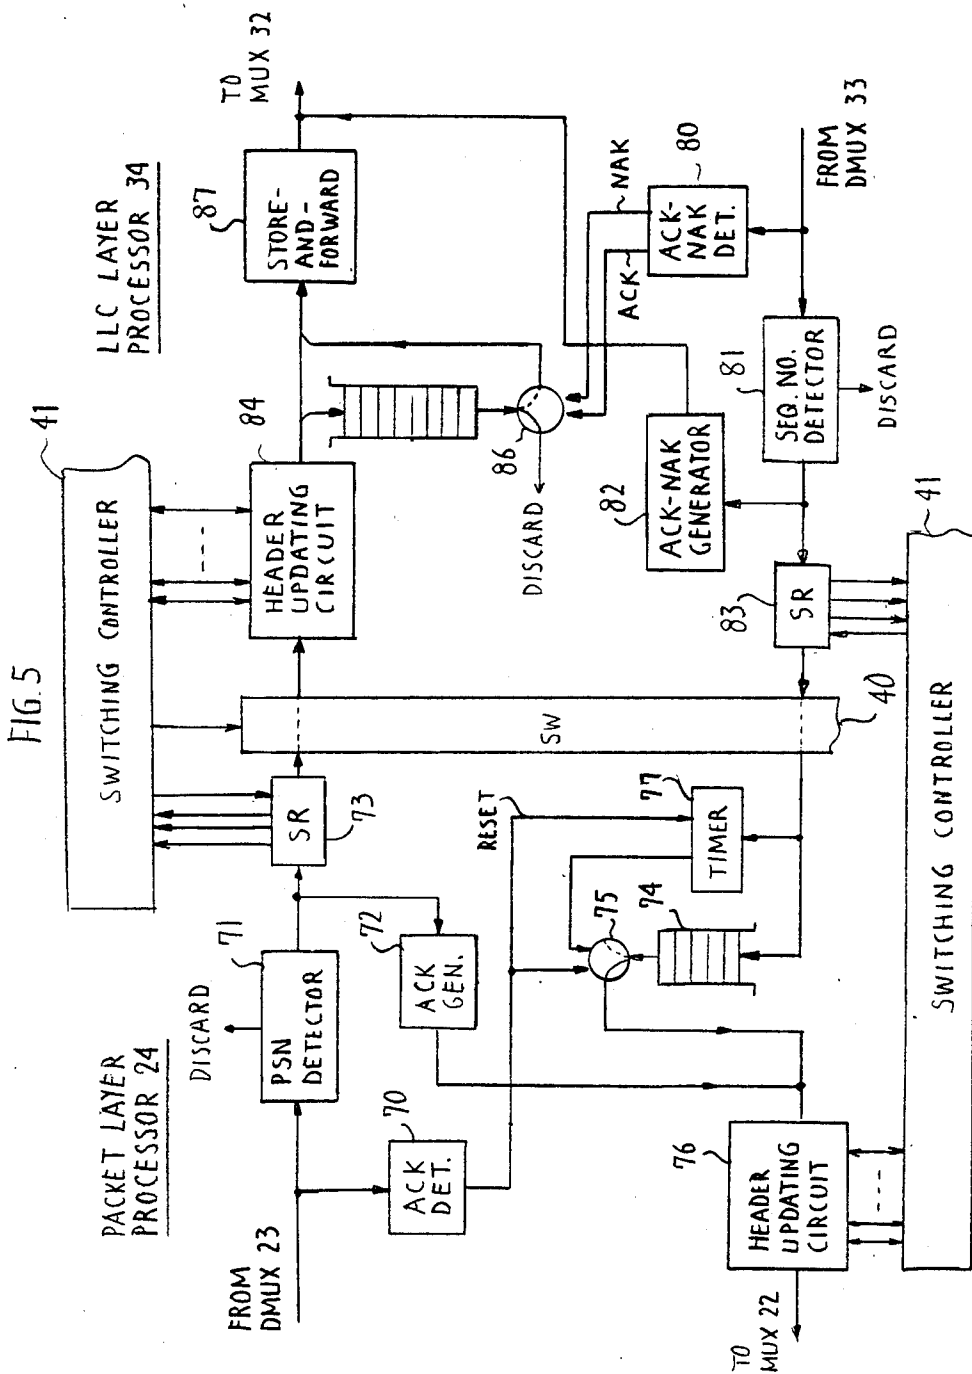 FIG. 5
41
SWITCHING CONTROLLER
PACKET LAYER
PROCESSOR 24
LLC LAYER
PROCESSOR 34
DISCARD
71
PSN
DETECTOR
73
SR
84
HEADER
UPDATING
CIRCUIT
87
STORE-
AND-
FORWARD
TO
MUX 32
FROM
DMUX 23
70
ACK
DET.
72
ACK
GEN.
RESET
SW
40
86
DISCARD
ACK
NAK
80
ACK-
NAK
DET.
75
74
77
TIMER
82
ACK-NAK
GENERATOR
81
SEQ. NO.
DETECTOR
DISCARD
FROM
DMUX 33
83
SR
76
HEADER
UPDATING
CIRCUIT
TO
MUX 22
41
SWITCHING CONTROLLER